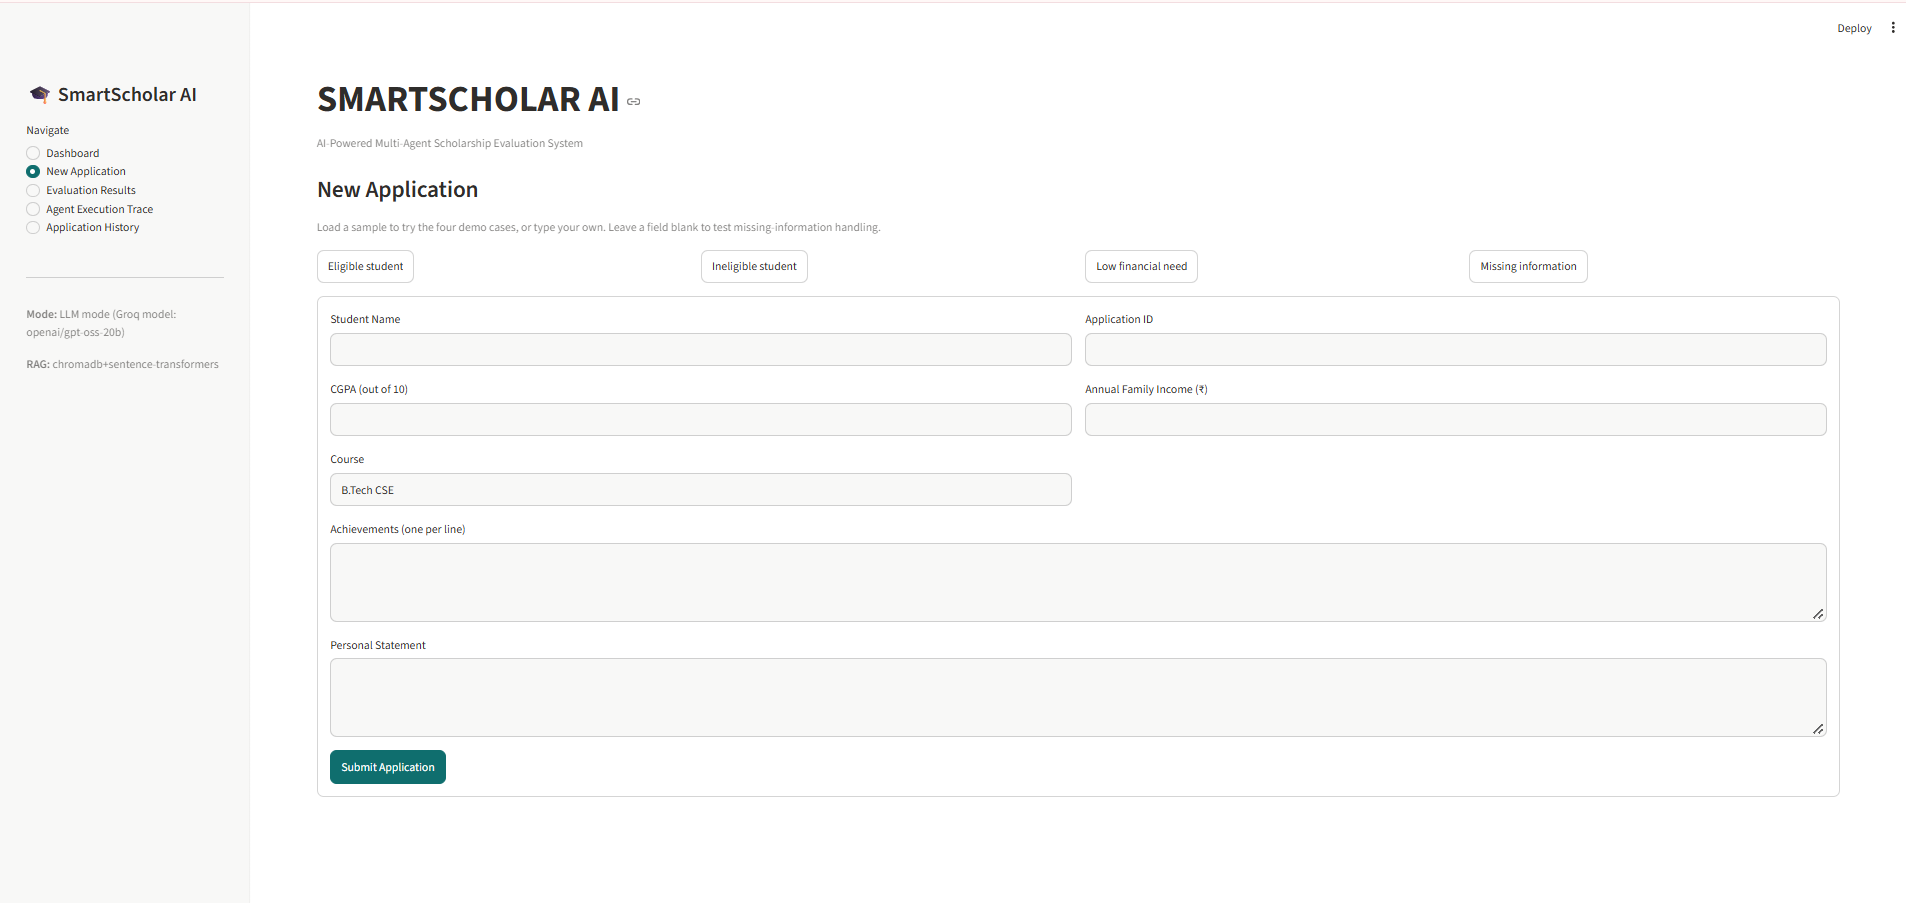 Deploy
SmartScholar AI
Navigate
Dashboard
New Application
Evaluation Results
Agent Execution Trace
Application History
Mode: LLM mode (Groq model:
openai/gpt-oss-20b)
RAG: chromadb+sentence-transformers
SMARTSCHOLAR AI
AI-Powered Multi-Agent Scholarship Evaluation System
New Application
Load a sample to try the four demo cases, or type your own. Leave a field blank to test missing-information handling.
Eligible student
Ineligible student
Low financial need
Missing information
Student Name
Application ID
CGPA (out of 10)
Annual Family Income (₹)
Course
B.Tech CSE
Achievements (one per line)
Personal Statement
Submit Application